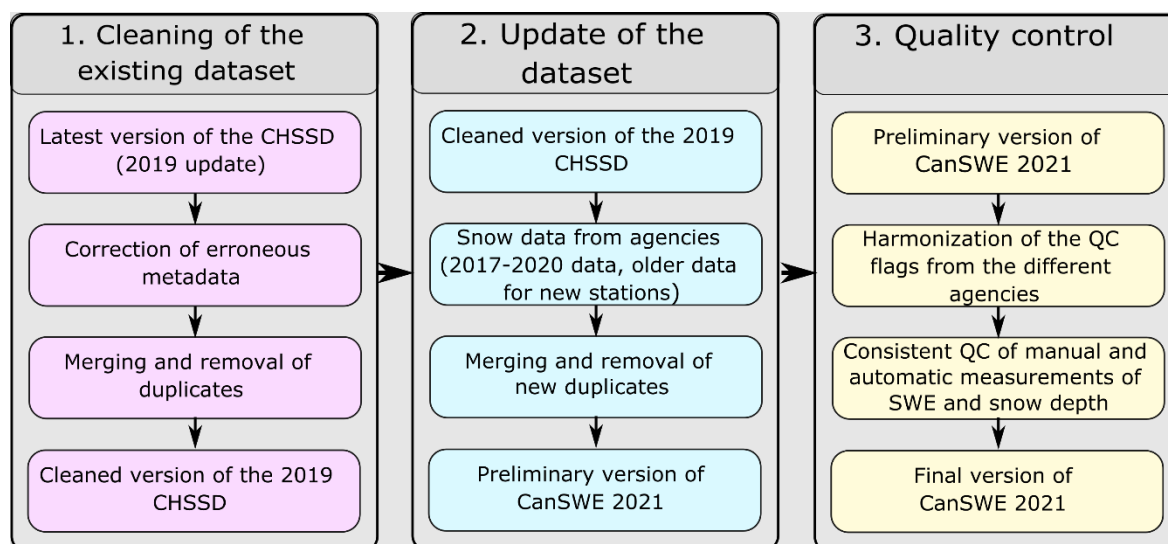 1. Cleaning of the
existing dataset
Latest version of the CHSSD
(2019 update)
Correction of erroneous
metadata
Merging and removal of
duplicates
Cleaned version of the 2019
CHSSD
2. Update of the
dataset
Cleaned version of the 2019
CHSSD
Snow data from agencies
(2017-2020 data, older data
for new stations)
Merging and removal of
new duplicates
Preliminary version of
CanSWE 2021
3. Quality control
Preliminary version of
CanSWE 2021
Harmonization of the QC
flags from the different
agencies
Consistent QC of manual and
automatic measurements of
SWE and snow depth
Final version of
CanSWE 2021